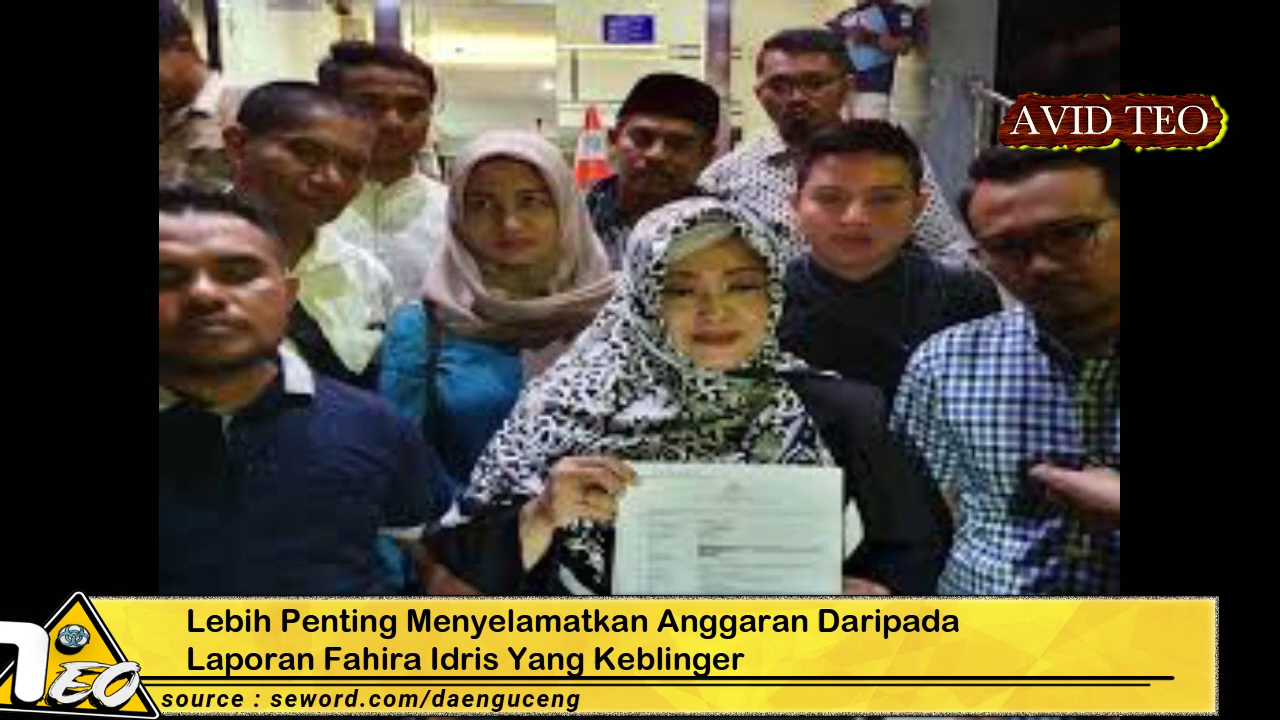 AVID TEO
Lebih Penting Menyelamatkan Anggaran Daripada
Laporan Fahira Idris Yang Keblinger
TEO
source : seword.com/daenguceng